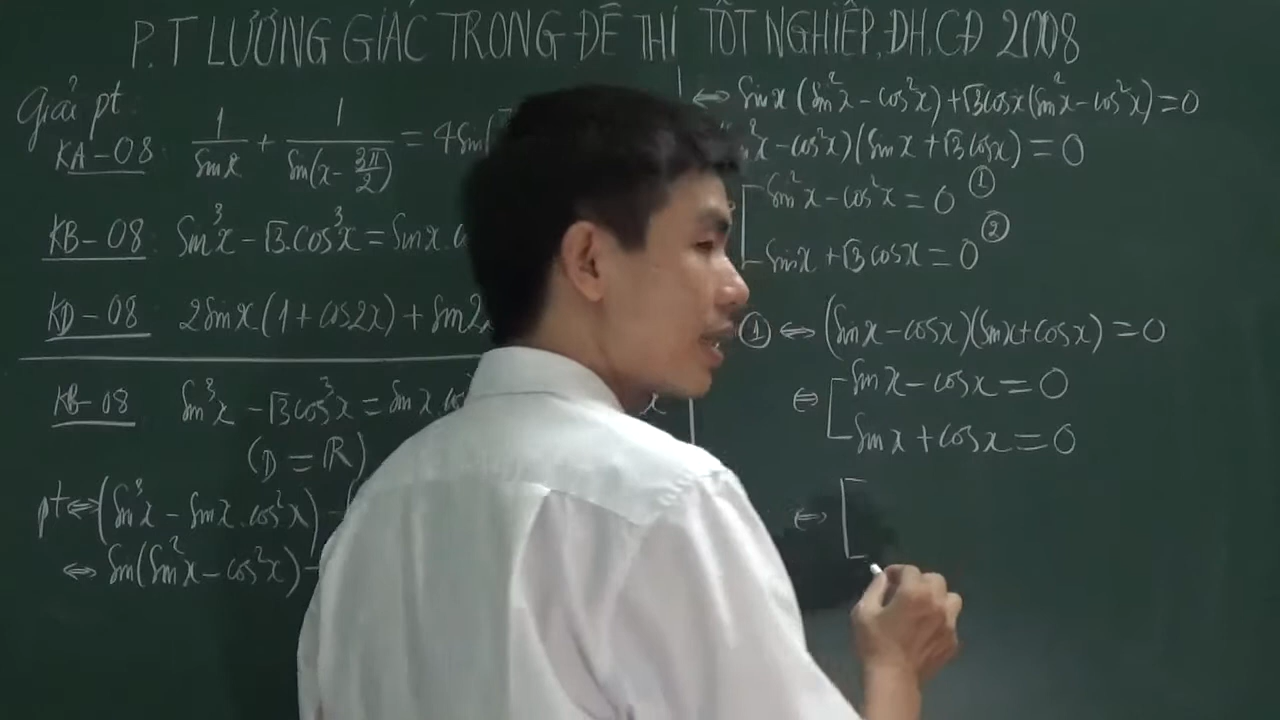 P.T LƯỢNG GIÁC TRONG ĐỀ THI TỐT NGHIỆP, ĐH, CĐ 2008
Giải pt:
KA-08: 1/sinx + 1/sin(x - 3π/2) = 4sin(
KB-08: sin³x - √3.cos³x = sinx.
KD-08: 2sinx(1+cos2x) + sin2x
KB-08 sin³x - √3cos³x = sinx.cos
(D = R)
pt ⇔ (sin³x - sinx.cos²x) -
⇔ sin(sin²x - cos²x) +
⇔ sinx(sin²x - cos²x) + √3cosx(sin²x - cos²x) = 0
x - cos²x)(sinx + √3cosx) = 0
[ sin²x - cos²x = 0 ①
sinx + √3cosx = 0 ②
① ⇔ (sinx - cosx)(sinx + cosx) = 0
⇔ [ sinx - cosx = 0
sinx + cosx = 0
⇔ [